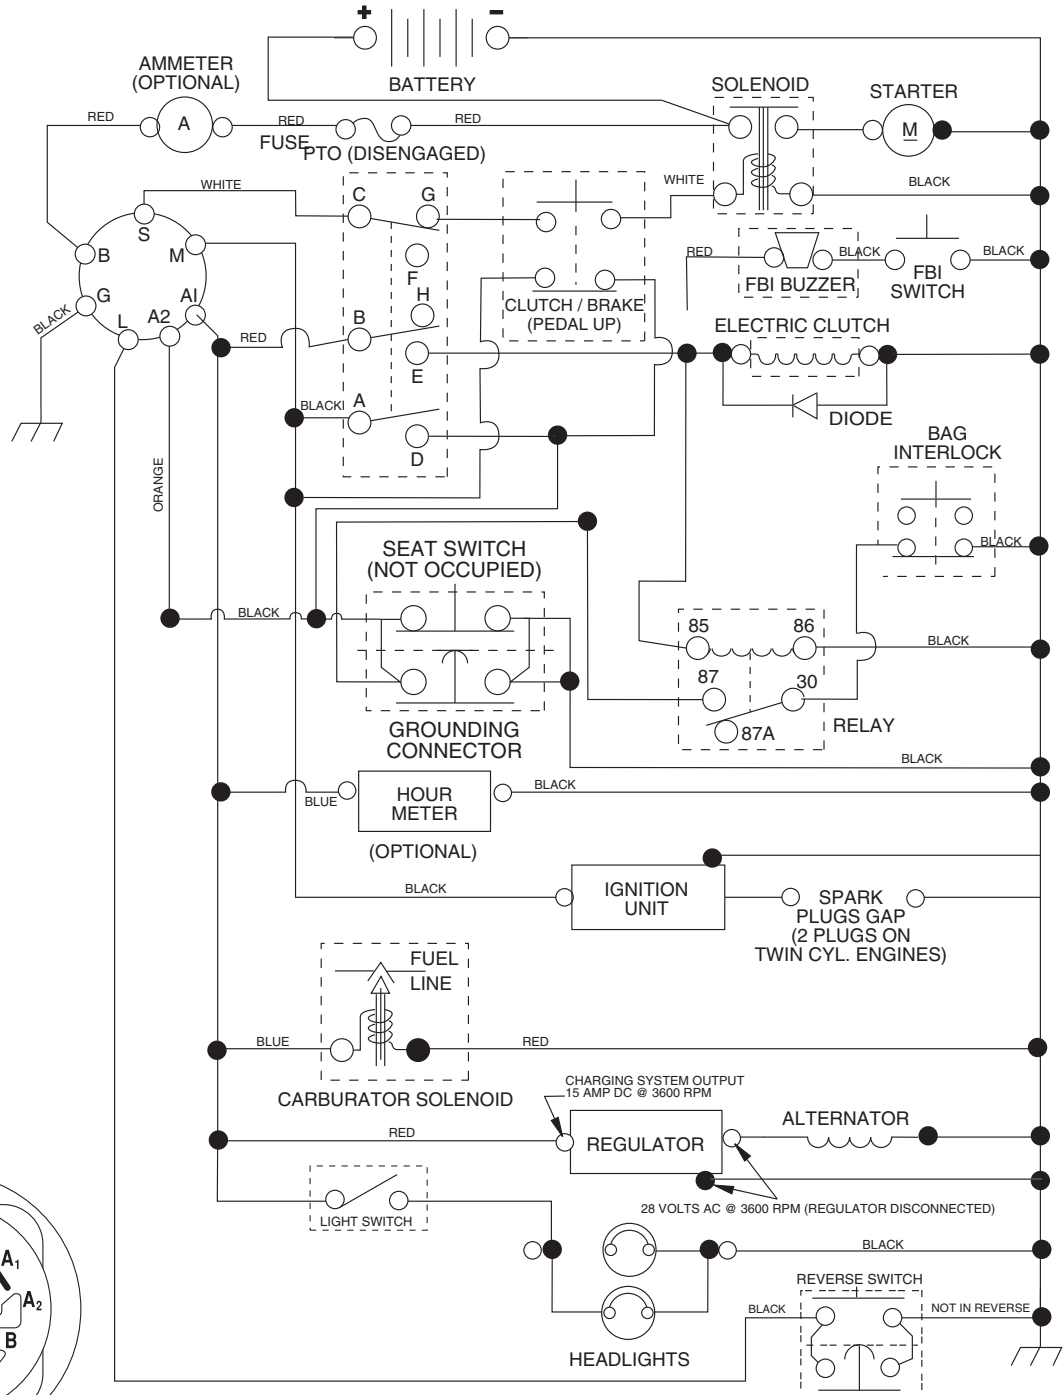 +
-
BATTERY
AMMETER
(OPTIONAL)
A
RED
RED
FUSE
RED
PTO (DISENGAGED)
SOLENOID
STARTER
M
WHITE
C
G
WHITE
BLACK
S
B
M
G
A1
L
A2
BLACK
RED
F
H
B
E
BLACK
A
D
CLUTCH / BRAKE
(PEDAL UP)
RED
BLACK
BLACK
FBI BUZZER
FBI
SWITCH
ELECTRIC CLUTCH
DIODE
BAG
INTERLOCK
BLACK
ORANGE
SEAT SWITCH
(NOT OCCUPIED)
BLACK
85
86
BLACK
87
30
87A
RELAY
GROUNDING
CONNECTOR
BLACK
BLUE
HOUR
METER
BLACK
(OPTIONAL)
BLACK
IGNITION
UNIT
SPARK
PLUGS GAP
(2 PLUGS ON
TWIN CYL. ENGINES)
FUEL
LINE
BLUE
RED
CARBURATOR SOLENOID
CHARGING SYSTEM OUTPUT
15 AMP DC @ 3600 RPM
RED
REGULATOR
ALTERNATOR
28 VOLTS AC @ 3600 RPM (REGULATOR DISCONNECTED)
LIGHT SWITCH
BLACK
HEADLIGHTS
REVERSE SWITCH
BLACK
NOT IN REVERSE
A1
A2
B